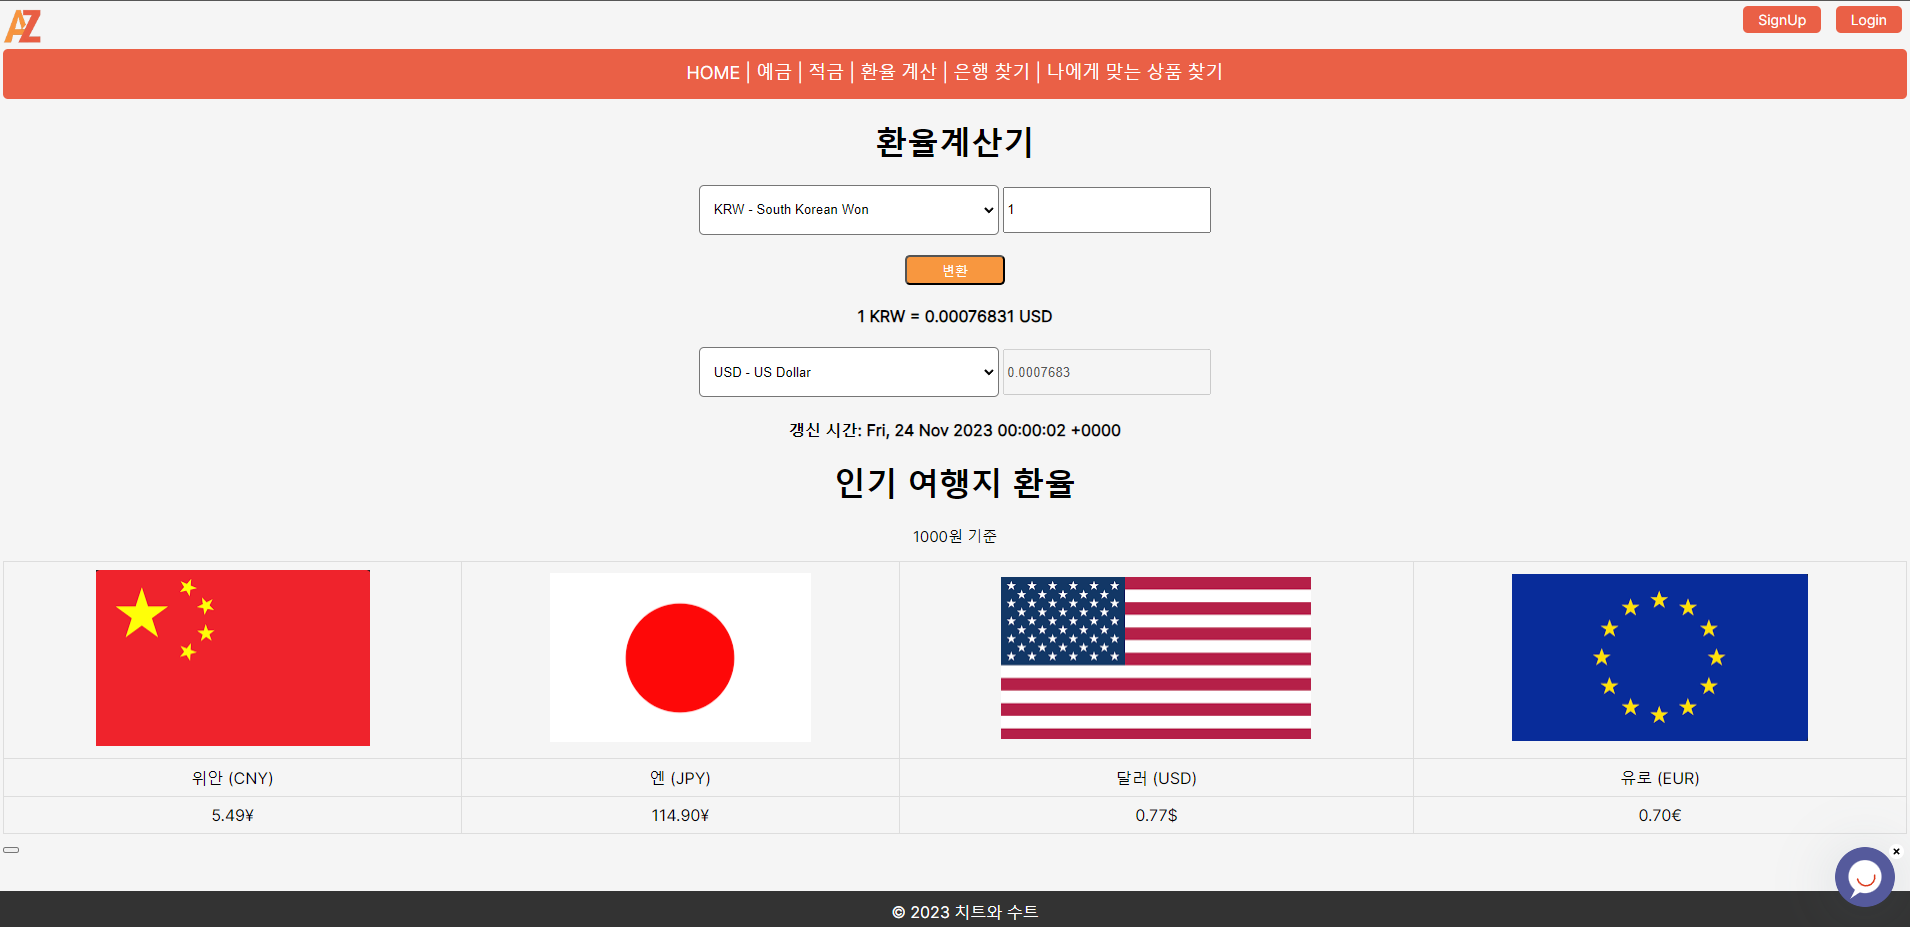 AZ
SignUp
Login
HOME | 예금 | 적금 | 환율 계산 | 은행 찾기 | 나에게 맞는 상품 찾기
환율계산기
KRW - South Korean Won
1
변환
1 KRW = 0.00076831 USD
USD - US Dollar
0.0007683
갱신 시간: Fri, 24 Nov 2023 00:00:02 +0000
인기 여행지 환율
1000원 기준
위안 (CNY)
엔 (JPY)
달러 (USD)
유로 (EUR)
5.49¥
114.90¥
0.77$
0.70€
© 2023 치트와 수트